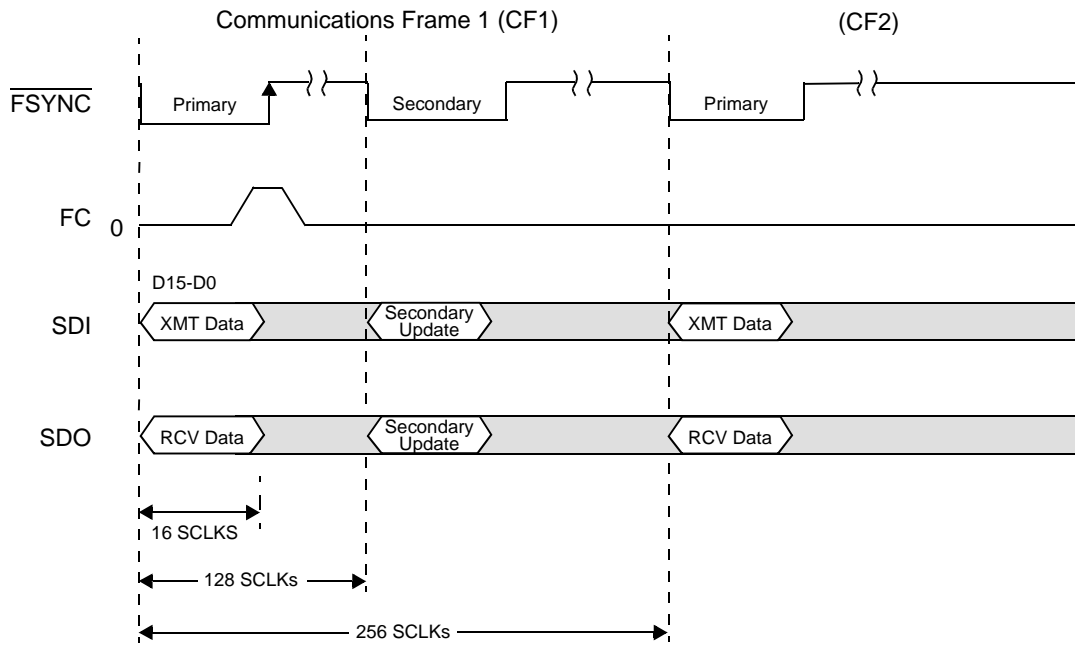 Communications Frame 1 (CF1)
(CF2)
FSYNC
Primary
Secondary
Primary
FC
0
D15-D0
SDI
XMT Data
Secondary
Update
XMT Data
SDO
RCV Data
Secondary
Update
RCV Data
16 SCLKS
128 SCLKs
256 SCLKs